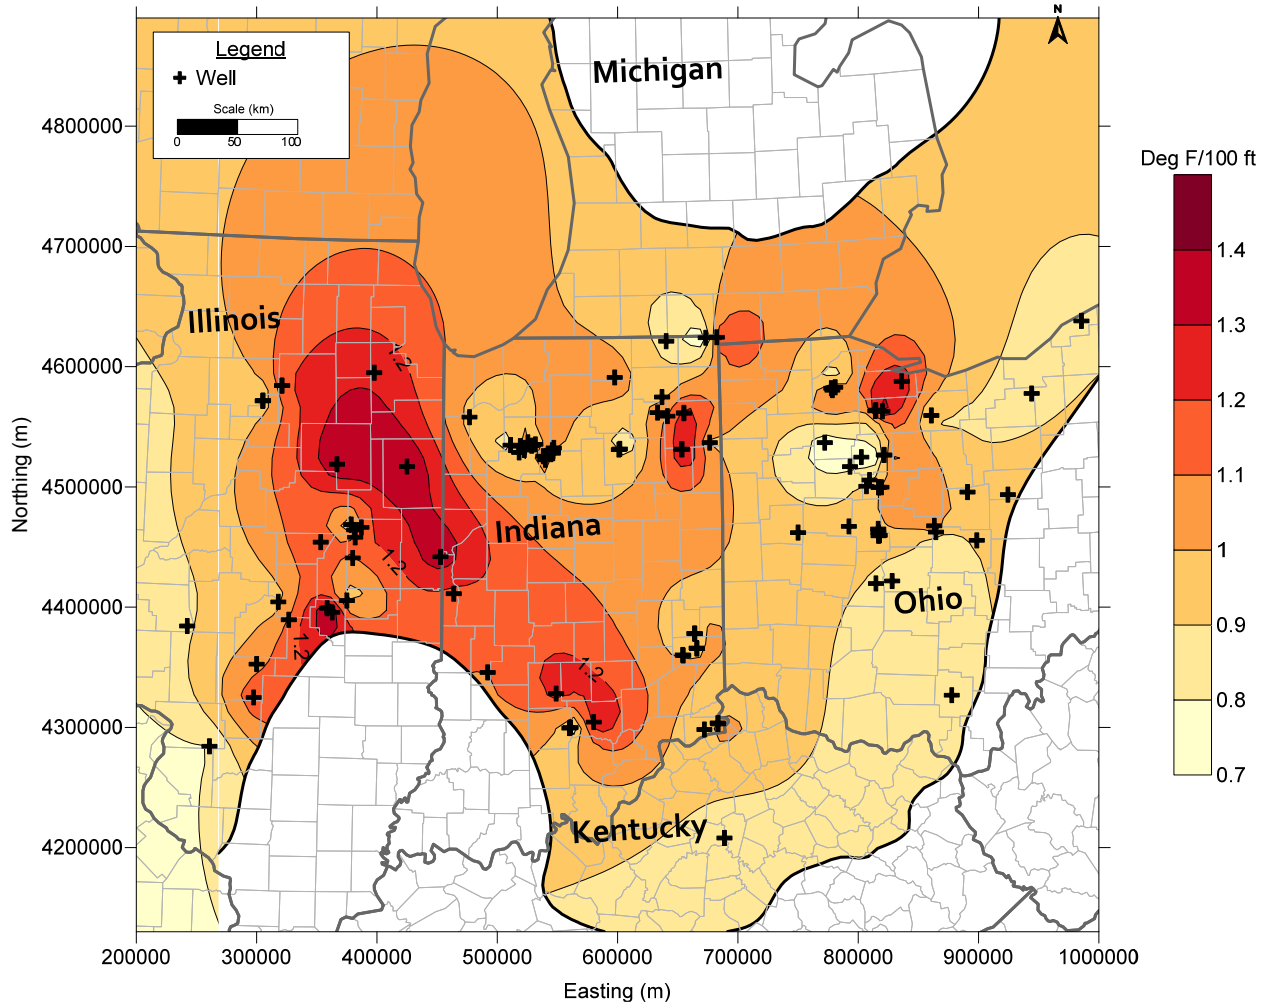 N
Legend
Well
Scale (km)
0 50 100
Michigan
Illinois
Indiana
Ohio
Kentucky
1.2
1.2
1.2
1.2
Deg F/100 ft
1.4
1.3
1.2
1.1
1
0.9
0.8
0.7
Northing (m)
4800000
4700000
4600000
4500000
4400000
4300000
4200000
200000 300000 400000 500000 600000 700000 800000 900000 1000000
Easting (m)